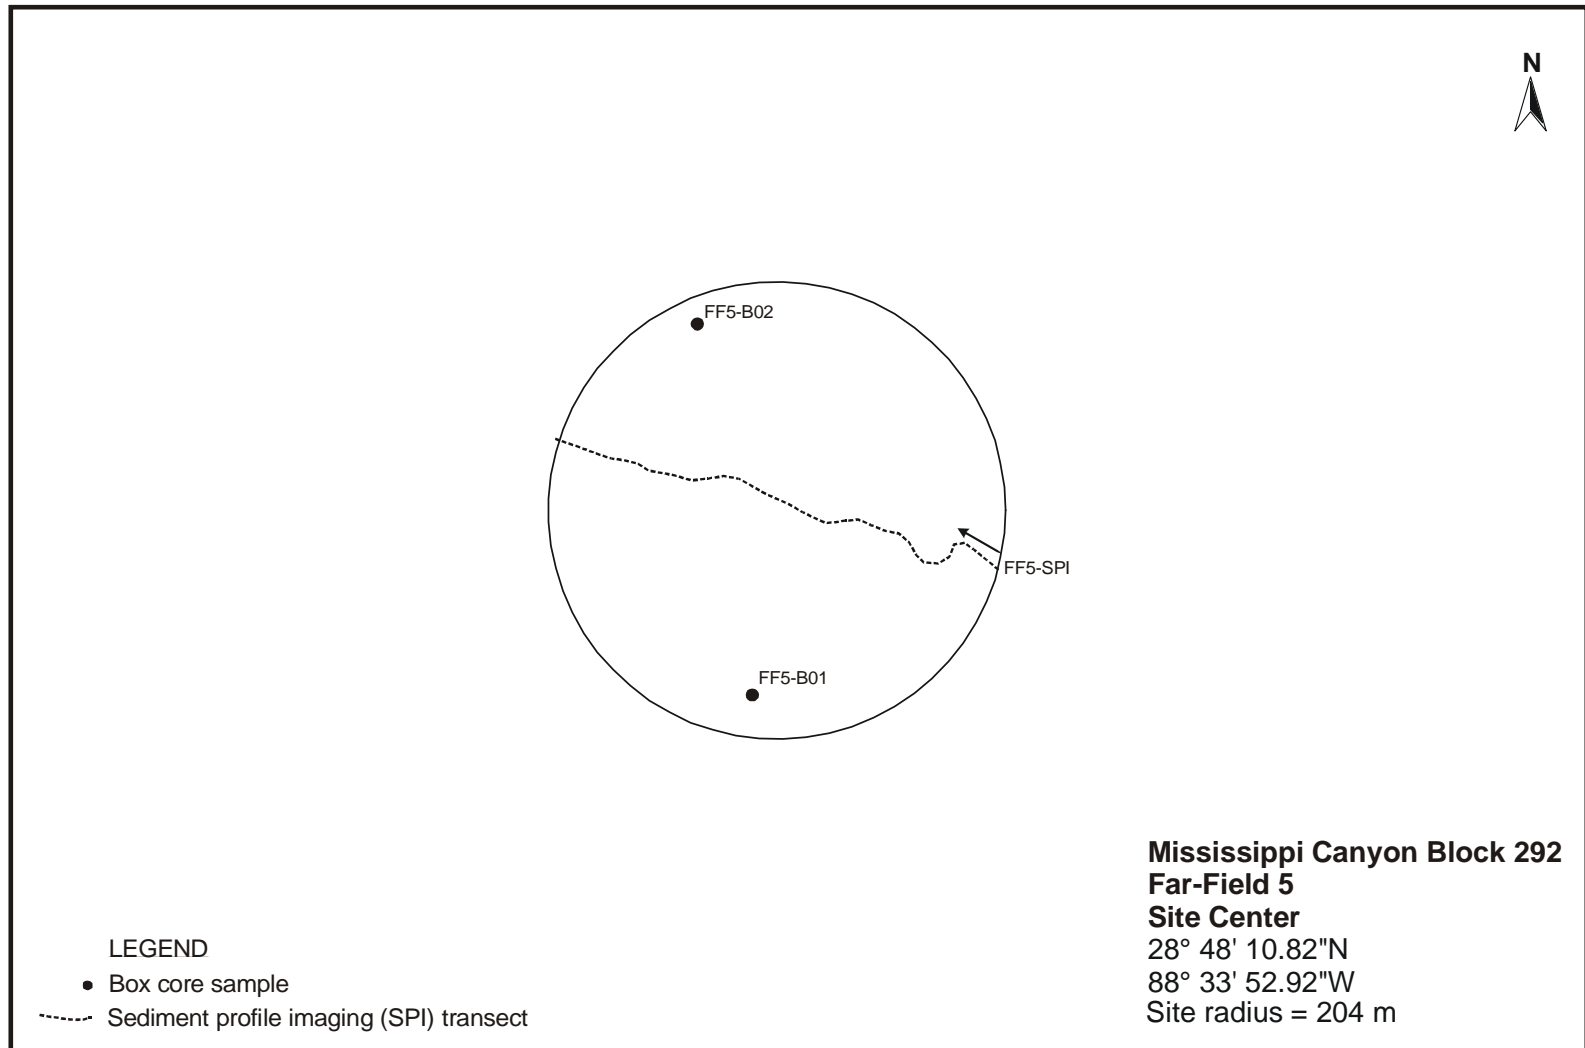 N
FF5-B02
FF5-SPI
FF5-B01
Mississippi Canyon Block 292
Far-Field 5
Site Center
28° 48' 10.82"N
88° 33' 52.92"W
Site radius = 204 m
LEGEND
Box core sample
Sediment profile imaging (SPI) transect